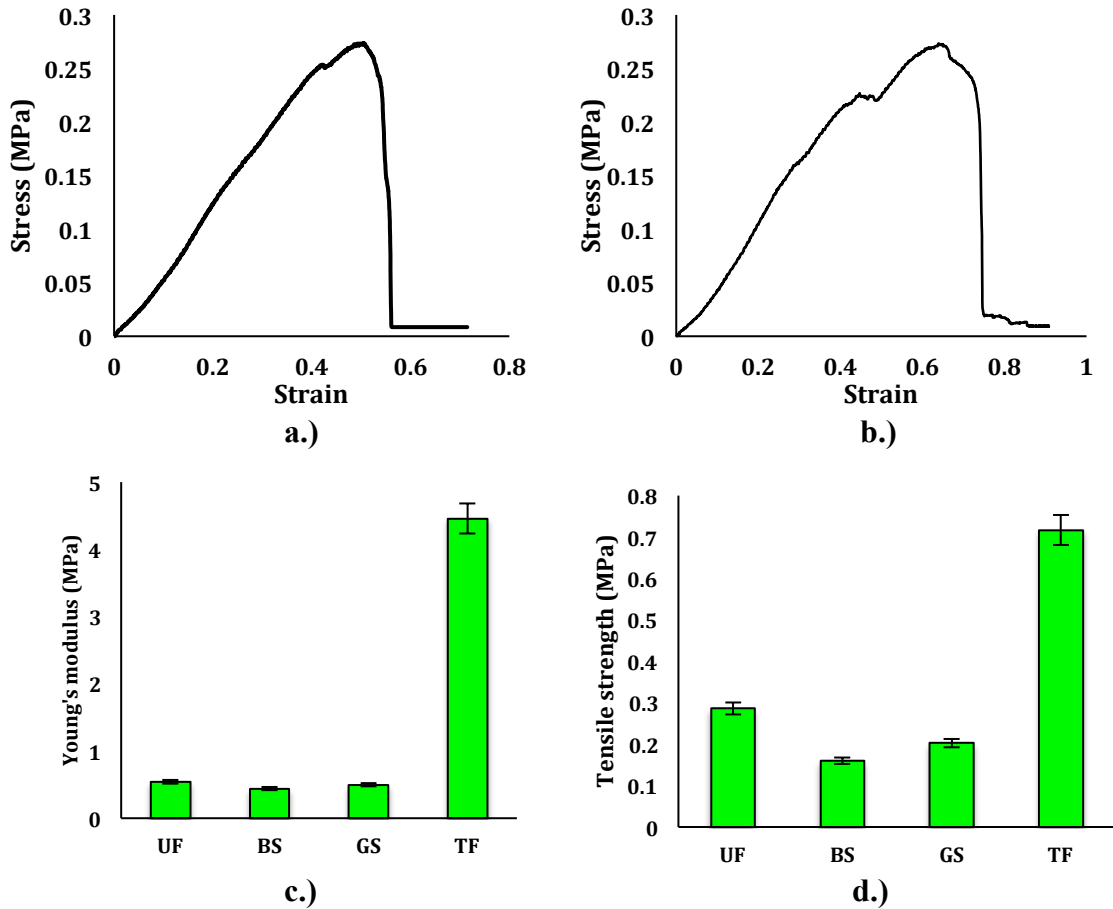 0.3
0.25
0.2
0.15
0.1
0.05
0
Stress (MPa)
0 0.2 0.4 0.6 0.8
Strain
a.)
0.3
0.25
0.2
0.15
0.1
0.05
0
Stress (MPa)
0 0.2 0.4 0.6 0.8 1
Strain
b.)
5
4
3
2
1
0
Young's modulus (MPa)
UF BS GS TF
c.)
0.8
0.7
0.6
0.5
0.4
0.3
0.2
0.1
0
Tensile strength (MPa)
UF BS GS TF
d.)